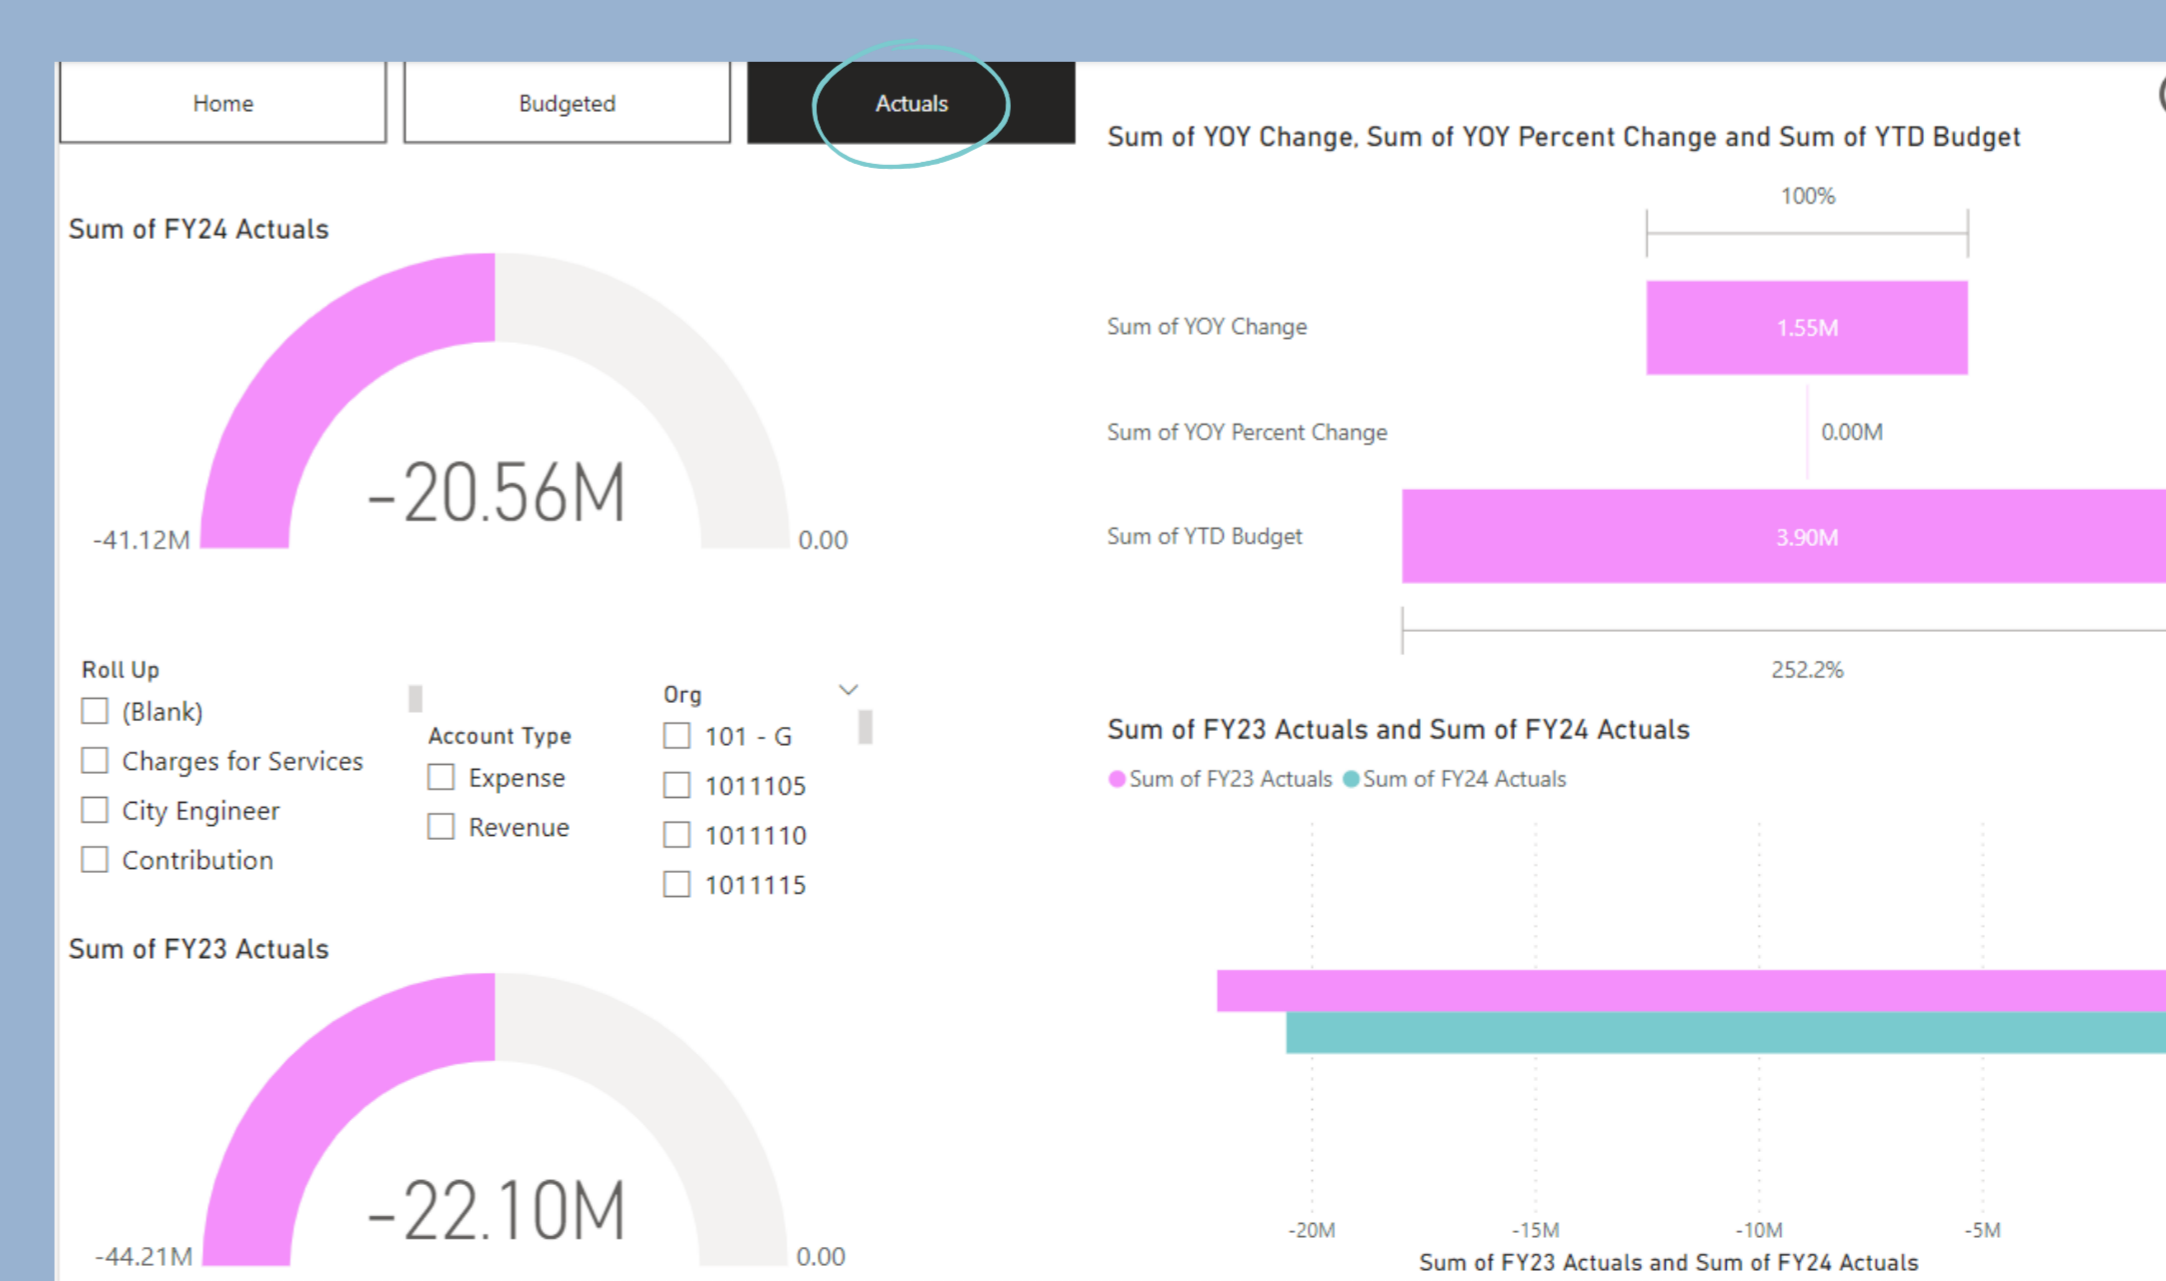 Home
Budgeted
Actuals
Sum of FY24 Actuals
-20.56M
-41.12M
0.00
Roll Up
(Blank)
Charges for Services
City Engineer
Contribution
Account Type
Expense
Revenue
Org
101 - G
1011105
1011110
1011115
Sum of FY23 Actuals
-22.10M
-44.21M
0.00
Sum of YOY Change, Sum of YOY Percent Change and Sum of YTD Budget
100%
Sum of YOY Change
1.55M
Sum of YOY Percent Change
0.00M
Sum of YTD Budget
3.90M
252.2%
Sum of FY23 Actuals and Sum of FY24 Actuals
Sum of FY23 Actuals
Sum of FY24 Actuals
-20M
-15M
-10M
-5M
Sum of FY23 Actuals and Sum of FY24 Actuals